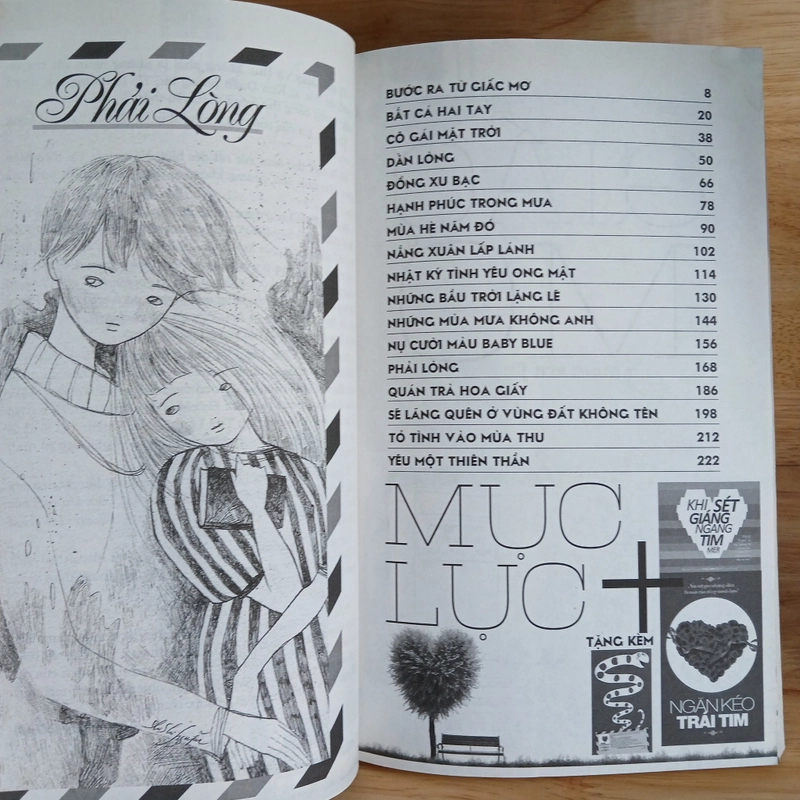 Phải Lòng
BƯỚC RA TỪ GIẤC MƠ 8
BẮT CÁ HAI TAY 20
CÔ GÁI MẶT TRỜI 38
DẰN LÒNG 50
ĐỒNG XU BẠC 66
HẠNH PHÚC TRONG MƯA 78
MÙA HÈ NĂM ĐÓ 90
NẮNG XUÂN LẤP LÁNH 102
NHẬT KÝ TÌNH YÊU ONG MẬT 114
NHỮNG BẦU TRỜI LẶNG LẼ 130
NHỮNG MÙA MƯA KHÔNG ANH 144
NỤ CƯỜI MÀU BABY BLUE 156
PHẢI LÒNG 168
QUÁN TRÀ HOA GIẤY 186
SẼ LÃNG QUÊN Ở VÙNG ĐẤT KHÔNG TÊN 198
TỎ TÌNH VÀO MÙA THU 212
YÊU MỘT THIÊN THẦN 222
MỤC
LỤC+
TẶNG KÈM
KHI SÉT
GIÁNG
NGANG
TIM
MER
NGĂN KÉO
TRÁI TIM